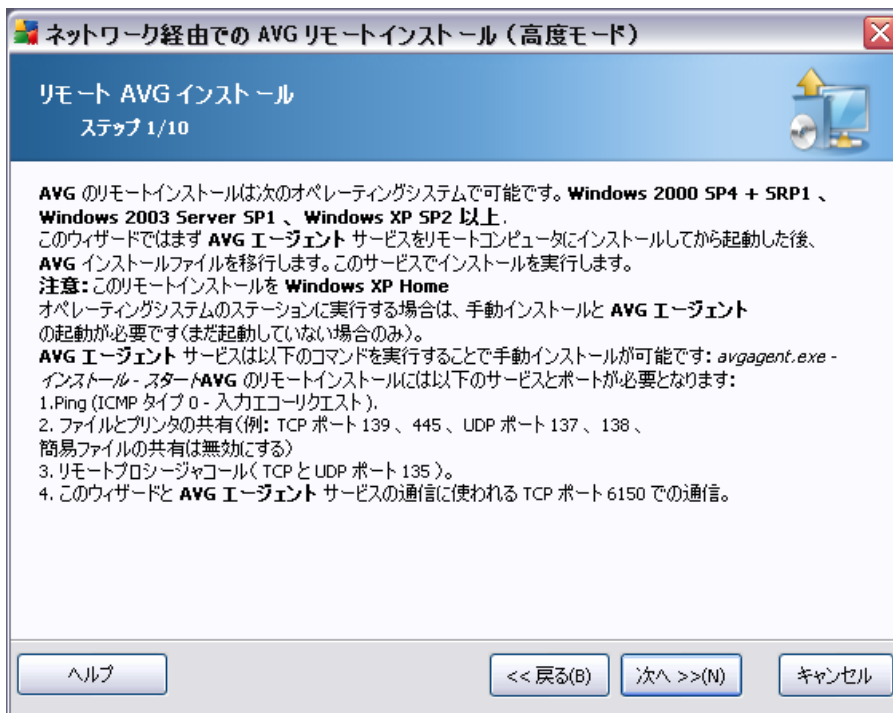 ネットワーク経由での AVG リモートインストール（高度モード）
リモート AVG インストール
ステップ 1/10
AVG のリモートインストールは次のオペレーティングシステムで可能です。Windows 2000 SP4 + SRP1 、
Windows 2003 Server SP1 、 Windows XP SP2 以上.
このウィザードではまず AVG エージェント サービスをリモートコンピュータにインストールしてから起動した後、
AVG インストールファイルを移行します。このサービスでインストールを実行します。
注意：このリモートインストールを Windows XP Home
オペレーティングシステムのステーションに実行する場合は、手動インストールと AVG エージェント
の起動が必要です(まだ起動していない場合のみ)。
AVG エージェント サービスは以下のコマンドを実行することで手動インストールが可能です: avgagent.exe -
インストール - スタートAVG のリモートインストールには以下のサービスとポートが必要となります:
1.Ping (ICMP タイプ 0 - 入力エコーリクエスト ).
2. ファイルとプリンタの共有(例: TCP ポート 139 、 445 、 UDP ポート 137 、 138 、
簡易ファイルの共有は無効にする)
3. リモートプロシージャコール( TCP と UDP ポート 135 )。
4. このウィザードと AVG エージェント サービスの通信に使われる TCP ポート 6150 での通信。
ヘルプ
<< 戻る(B)
次へ >>(N)
キャンセル